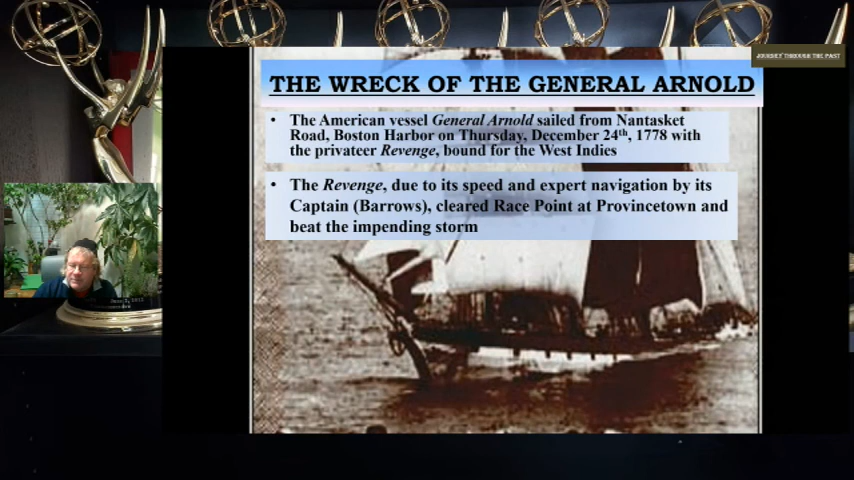 JOURNEY THROUGH THE PAST
THE WRECK OF THE GENERAL ARNOLD
• The American vessel General Arnold sailed from Nantasket
Road, Boston Harbor on Thursday, December 24th, 1778 with
the privateer Revenge, bound for the West Indies
• The Revenge, due to its speed and expert navigation by its
Captain (Barrows), cleared Race Point at Provincetown and
beat the impending storm